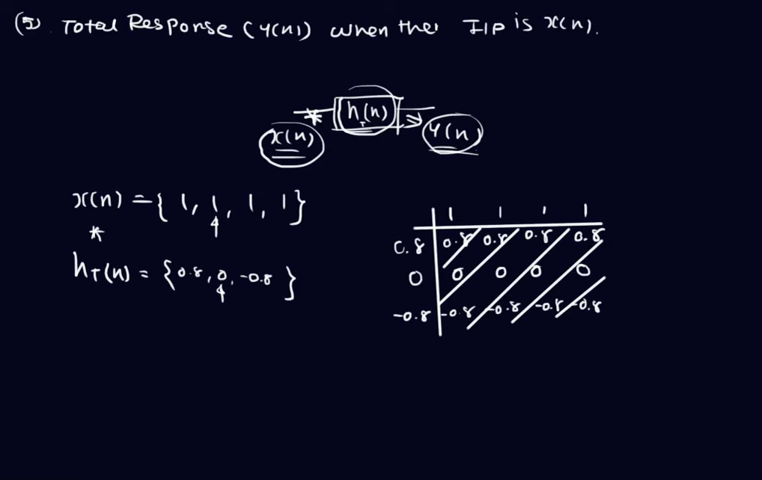 (5) Total Response (y(n)) when the I/P is x(n).
x(n) * h_T(n) ⇒ y(n)
x(n) = { 1, 1, 1, 1 }
↑
*
h_T(n) = { 0.8, 0, -0.8 }
↑
1 1 1 1
0.8 0.8 0.8 0.8 0.8
0 0 0 0 0
-0.8 -0.8 -0.8 -0.8 -0.8